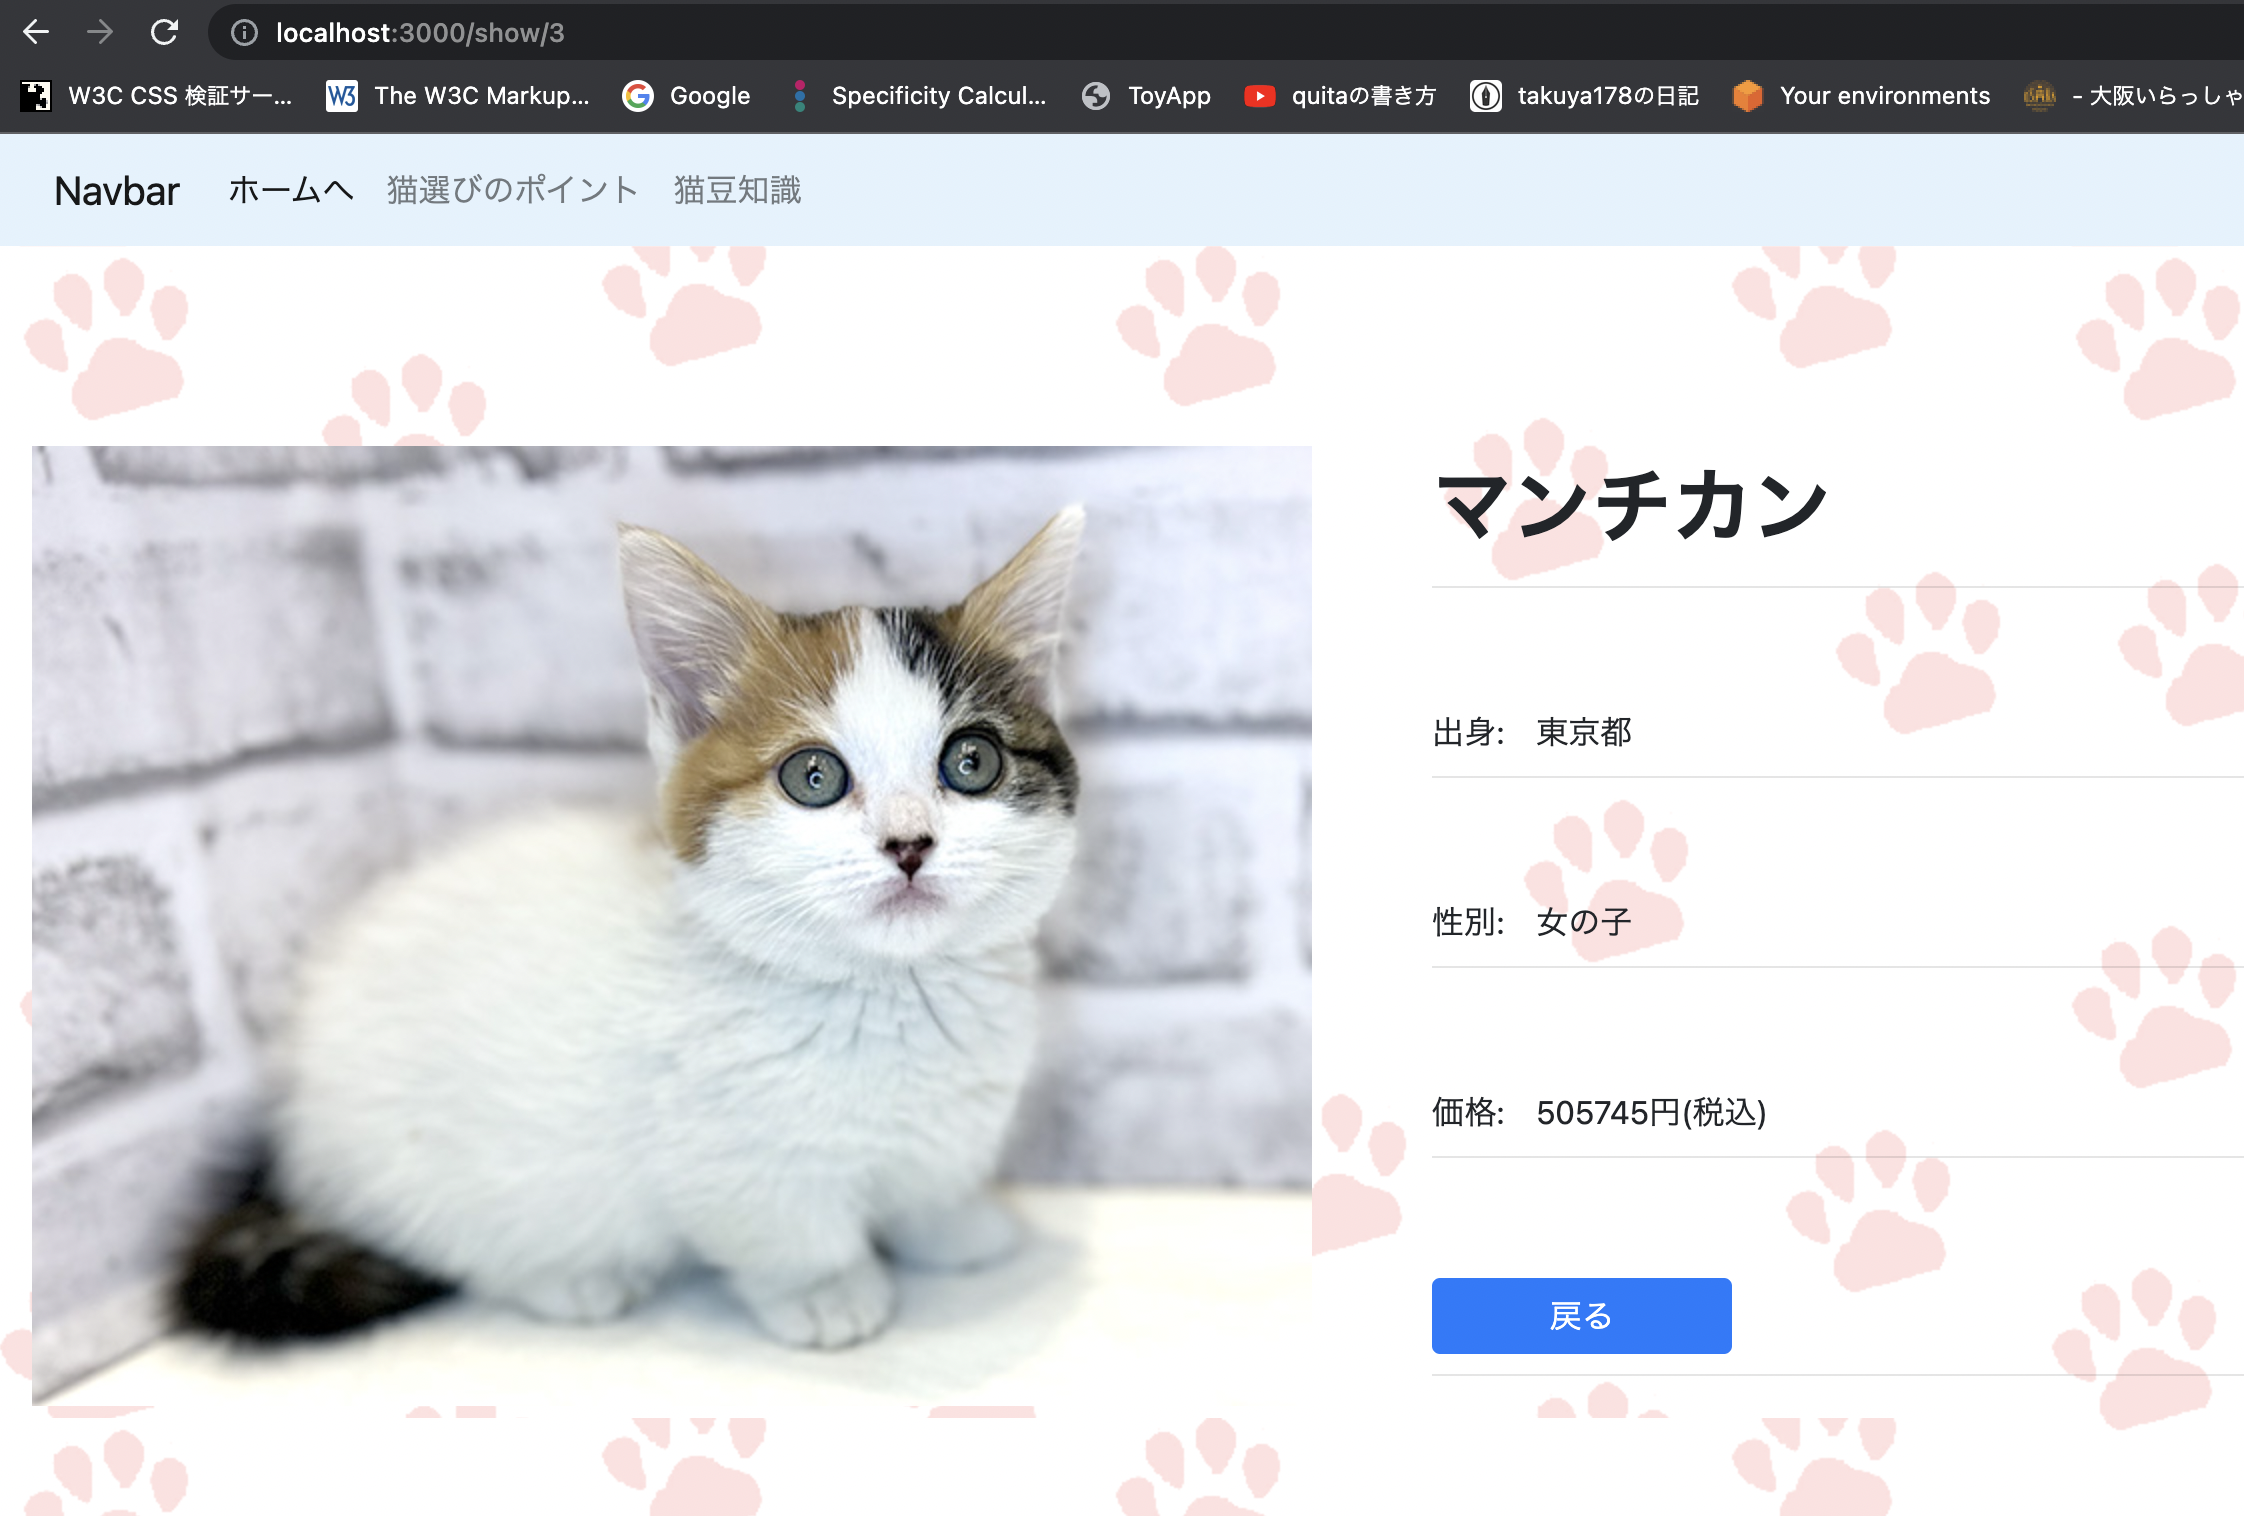 localhost:3000/show/3
W3C CSS 検証サー... The W3C Markup... Google Specificity Calcul... ToyApp quitaの書き方 takuya178の日記 Your environments - 大阪いらっしゃ
Navbar ホームへ 猫選びのポイント 猫豆知識
マンチカン
出身: 東京都
性別: 女の子
価格: 505745円(税込)
戻る